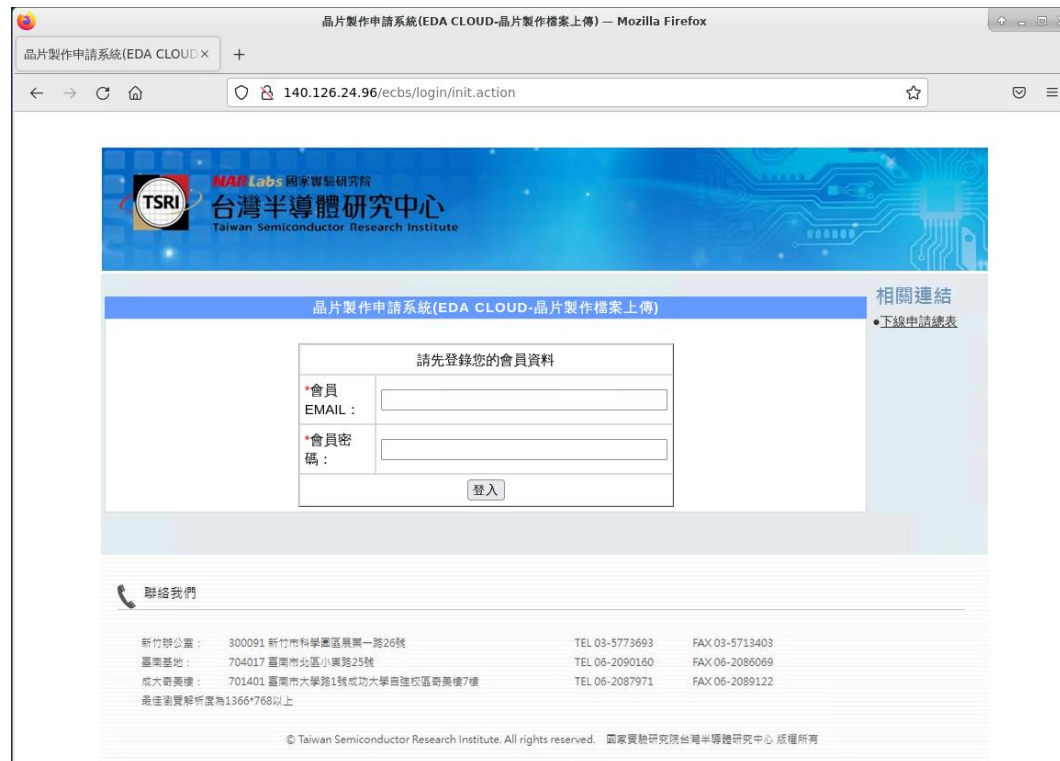 晶片製作申請系統(EDA CLOUD-晶片製作檔案上傳) — Mozilla Firefox
晶片製作申請系統(EDA CLOUD
140.126.24.96/ecbs/login/init.action
TSRI
NARLabs 國家實驗研究院
台灣半導體研究中心
Taiwan Semiconductor Research Institute
晶片製作申請系統(EDA CLOUD-晶片製作檔案上傳)
相關連結
●下線申請總表
請先登錄您的會員資料
*會員
EMAIL：
*會員密
碼：
登入
聯絡我們
新竹辦公室： 300091 新竹市科學園區展業一路26號 TEL 03-5773693 FAX 03-5713403
臺南基地： 704017 臺南市北區小東路25號 TEL 06-2090160 FAX 06-2086069
成大奇美樓： 701401 臺南市大學路1號成功大學自強校區奇美樓7樓 TEL 06-2087971 FAX 06-2089122
最佳瀏覽解析度為1366*768以上
© Taiwan Semiconductor Research Institute. All rights reserved. 國家實驗研究院台灣半導體研究中心 版權所有